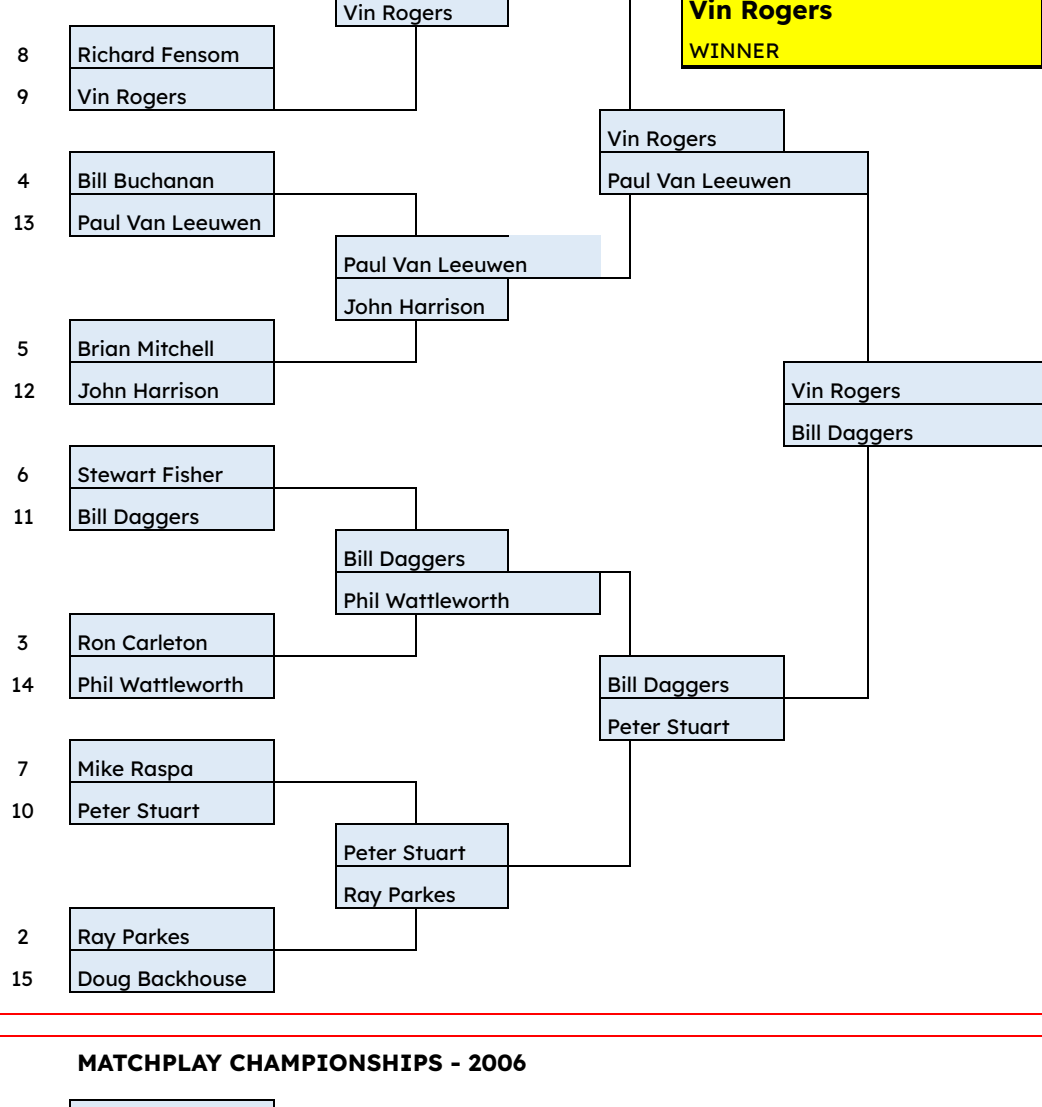 Vin Rogers
Vin Rogers
WINNER
8 Richard Fensom
9 Vin Rogers
Vin Rogers
4 Bill Buchanan
Paul Van Leeuwen
13 Paul Van Leeuwen
Paul Van Leeuwen
John Harrison
5 Brian Mitchell
12 John Harrison
Vin Rogers
Bill Daggers
6 Stewart Fisher
11 Bill Daggers
Bill Daggers
Phil Wattleworth
3 Ron Carleton
14 Phil Wattleworth
Bill Daggers
Peter Stuart
7 Mike Raspa
10 Peter Stuart
Peter Stuart
Ray Parkes
2 Ray Parkes
15 Doug Backhouse
MATCHPLAY CHAMPIONSHIPS - 2006